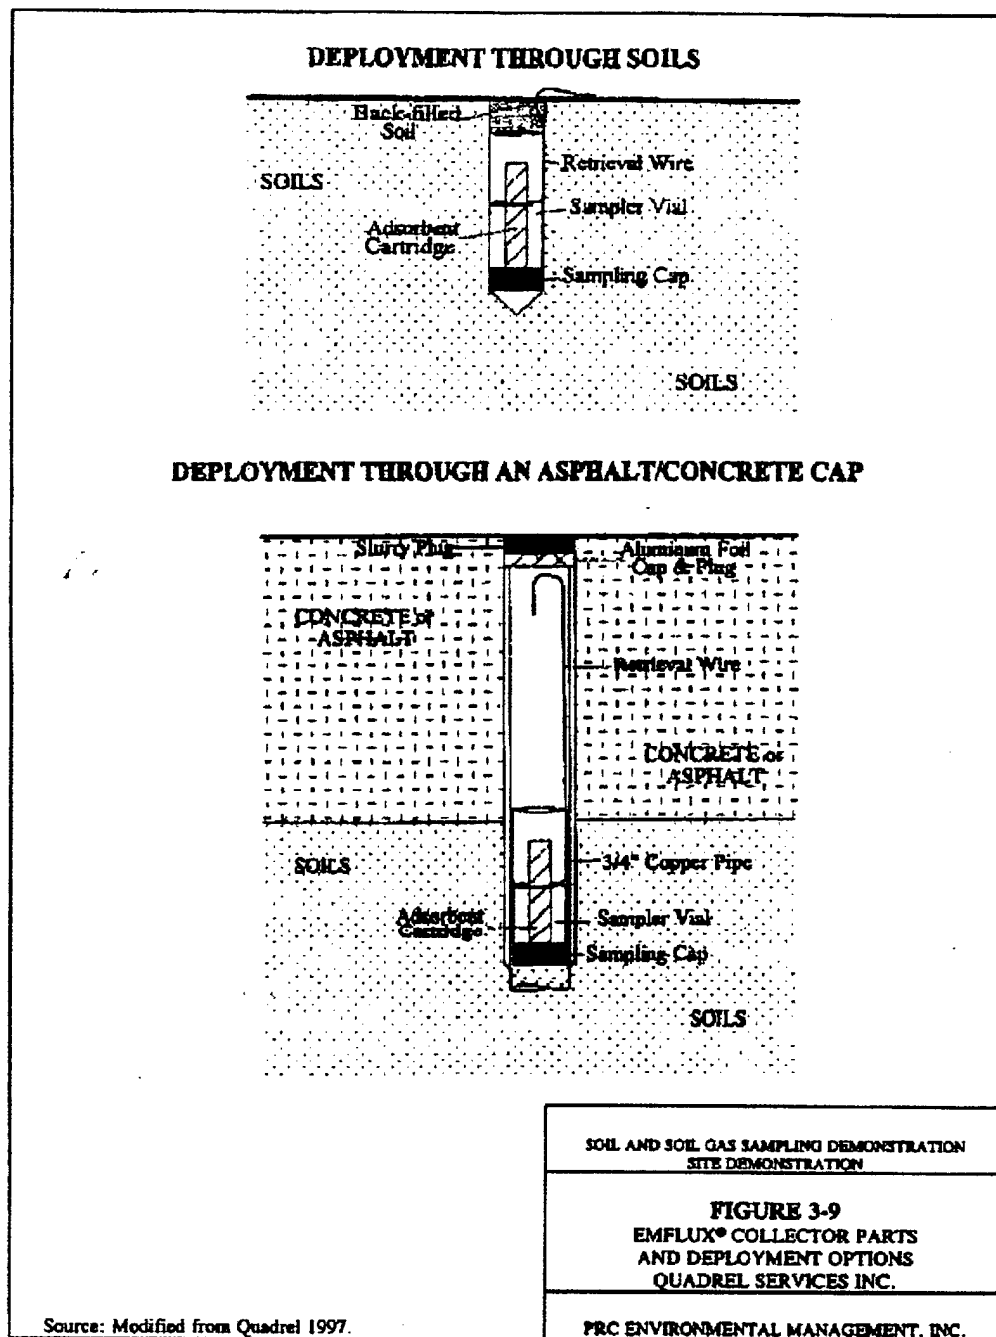 DEPLOYMENT THROUGH SOILS
Back-filled
Soil
Retrieval Wire
SOILS
Sampler Vial
Adsorbent
Cartridge
Sampling Cap
SOILS
DEPLOYMENT THROUGH AN ASPHALT/CONCRETE CAP
Slurry Plug
Aluminum Foil
Cap & Plug
CONCRETE or
ASPHALT
Retrieval Wire
CONCRETE or
ASPHALT
SOILS
3/4" Copper Pipe
Adsorbent
Cartridge
Sampler Vial
Sampling Cap
SOILS
SOIL AND SOIL GAS SAMPLING DEMONSTRATION
SITE DEMONSTRATION
FIGURE 3-9
EMFLUX® COLLECTOR PARTS
AND DEPLOYMENT OPTIONS
QUADREL SERVICES INC.
Source: Modified from Quadrel 1997.
PRC ENVIRONMENTAL MANAGEMENT, INC.